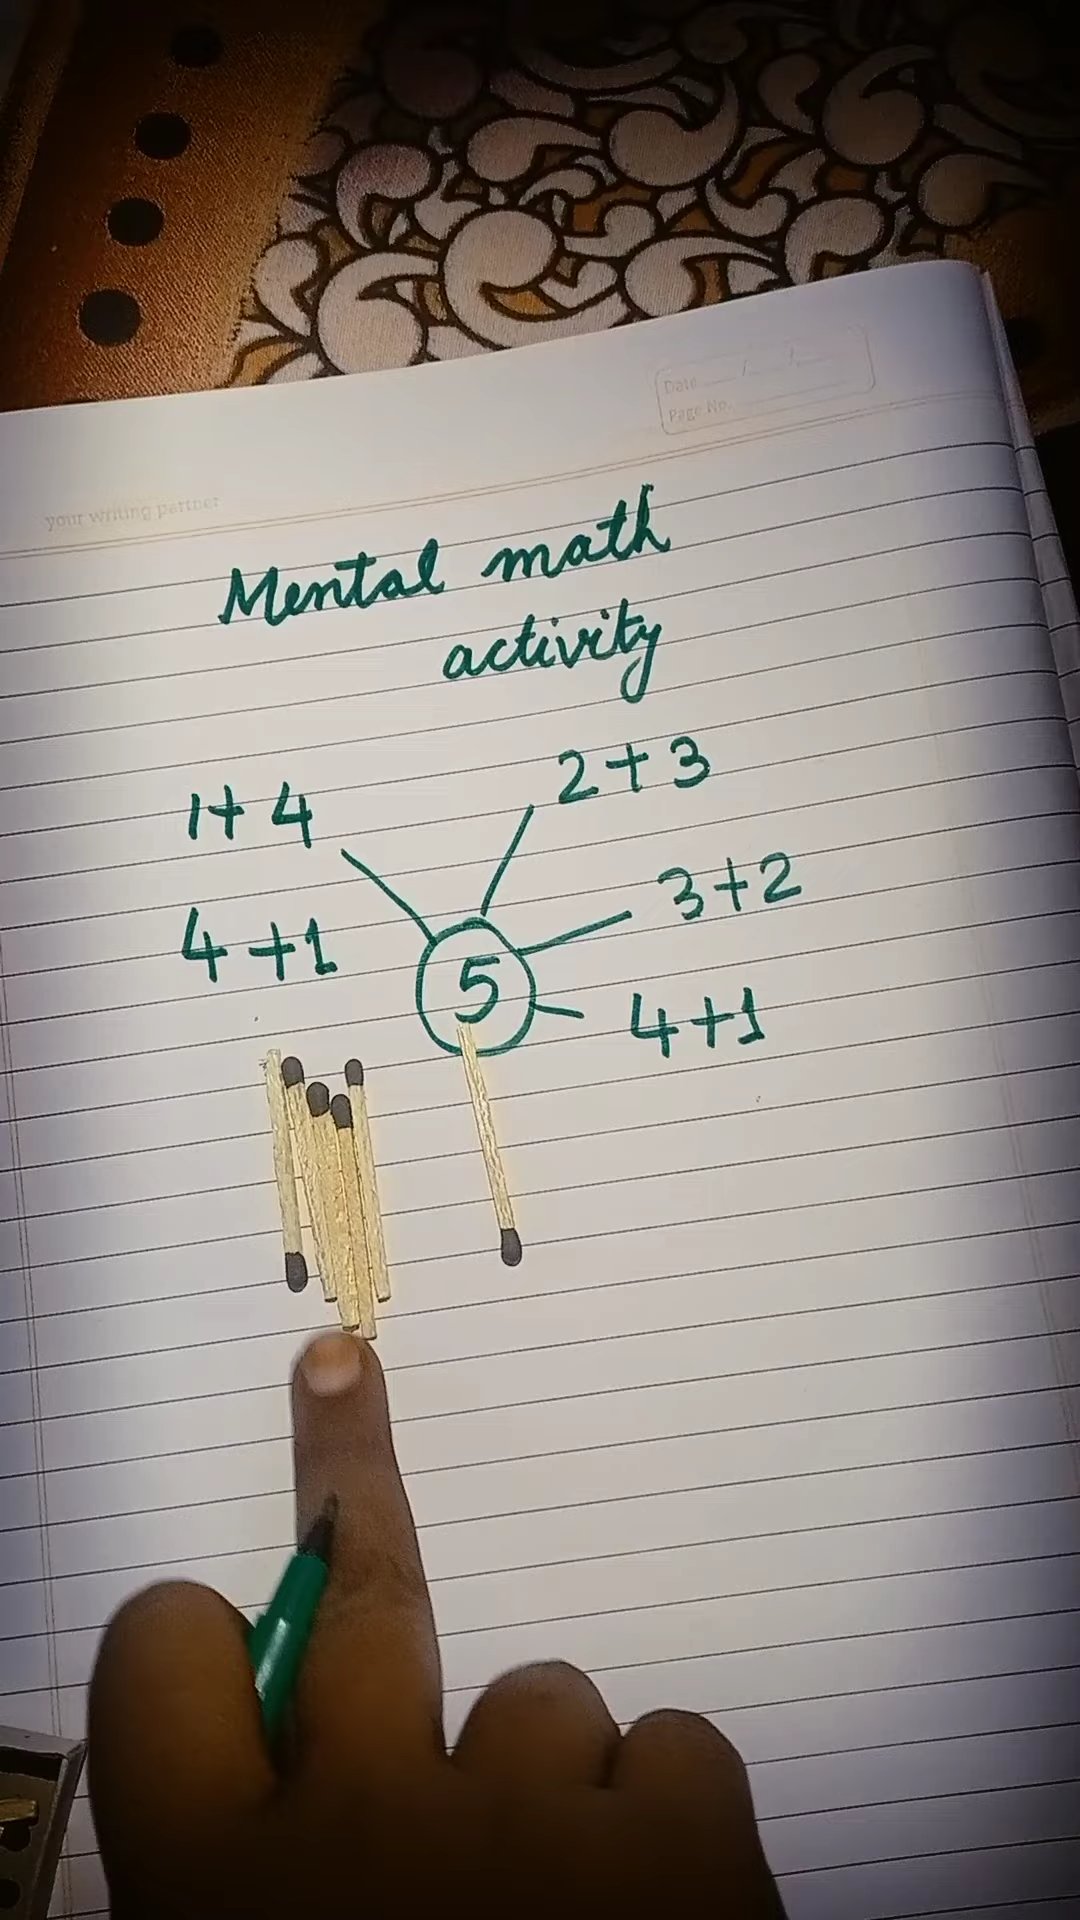 Date
Page No.
your writing partner
Mental math
activity
1+4
2+3
3+2
4+1
5
4+1